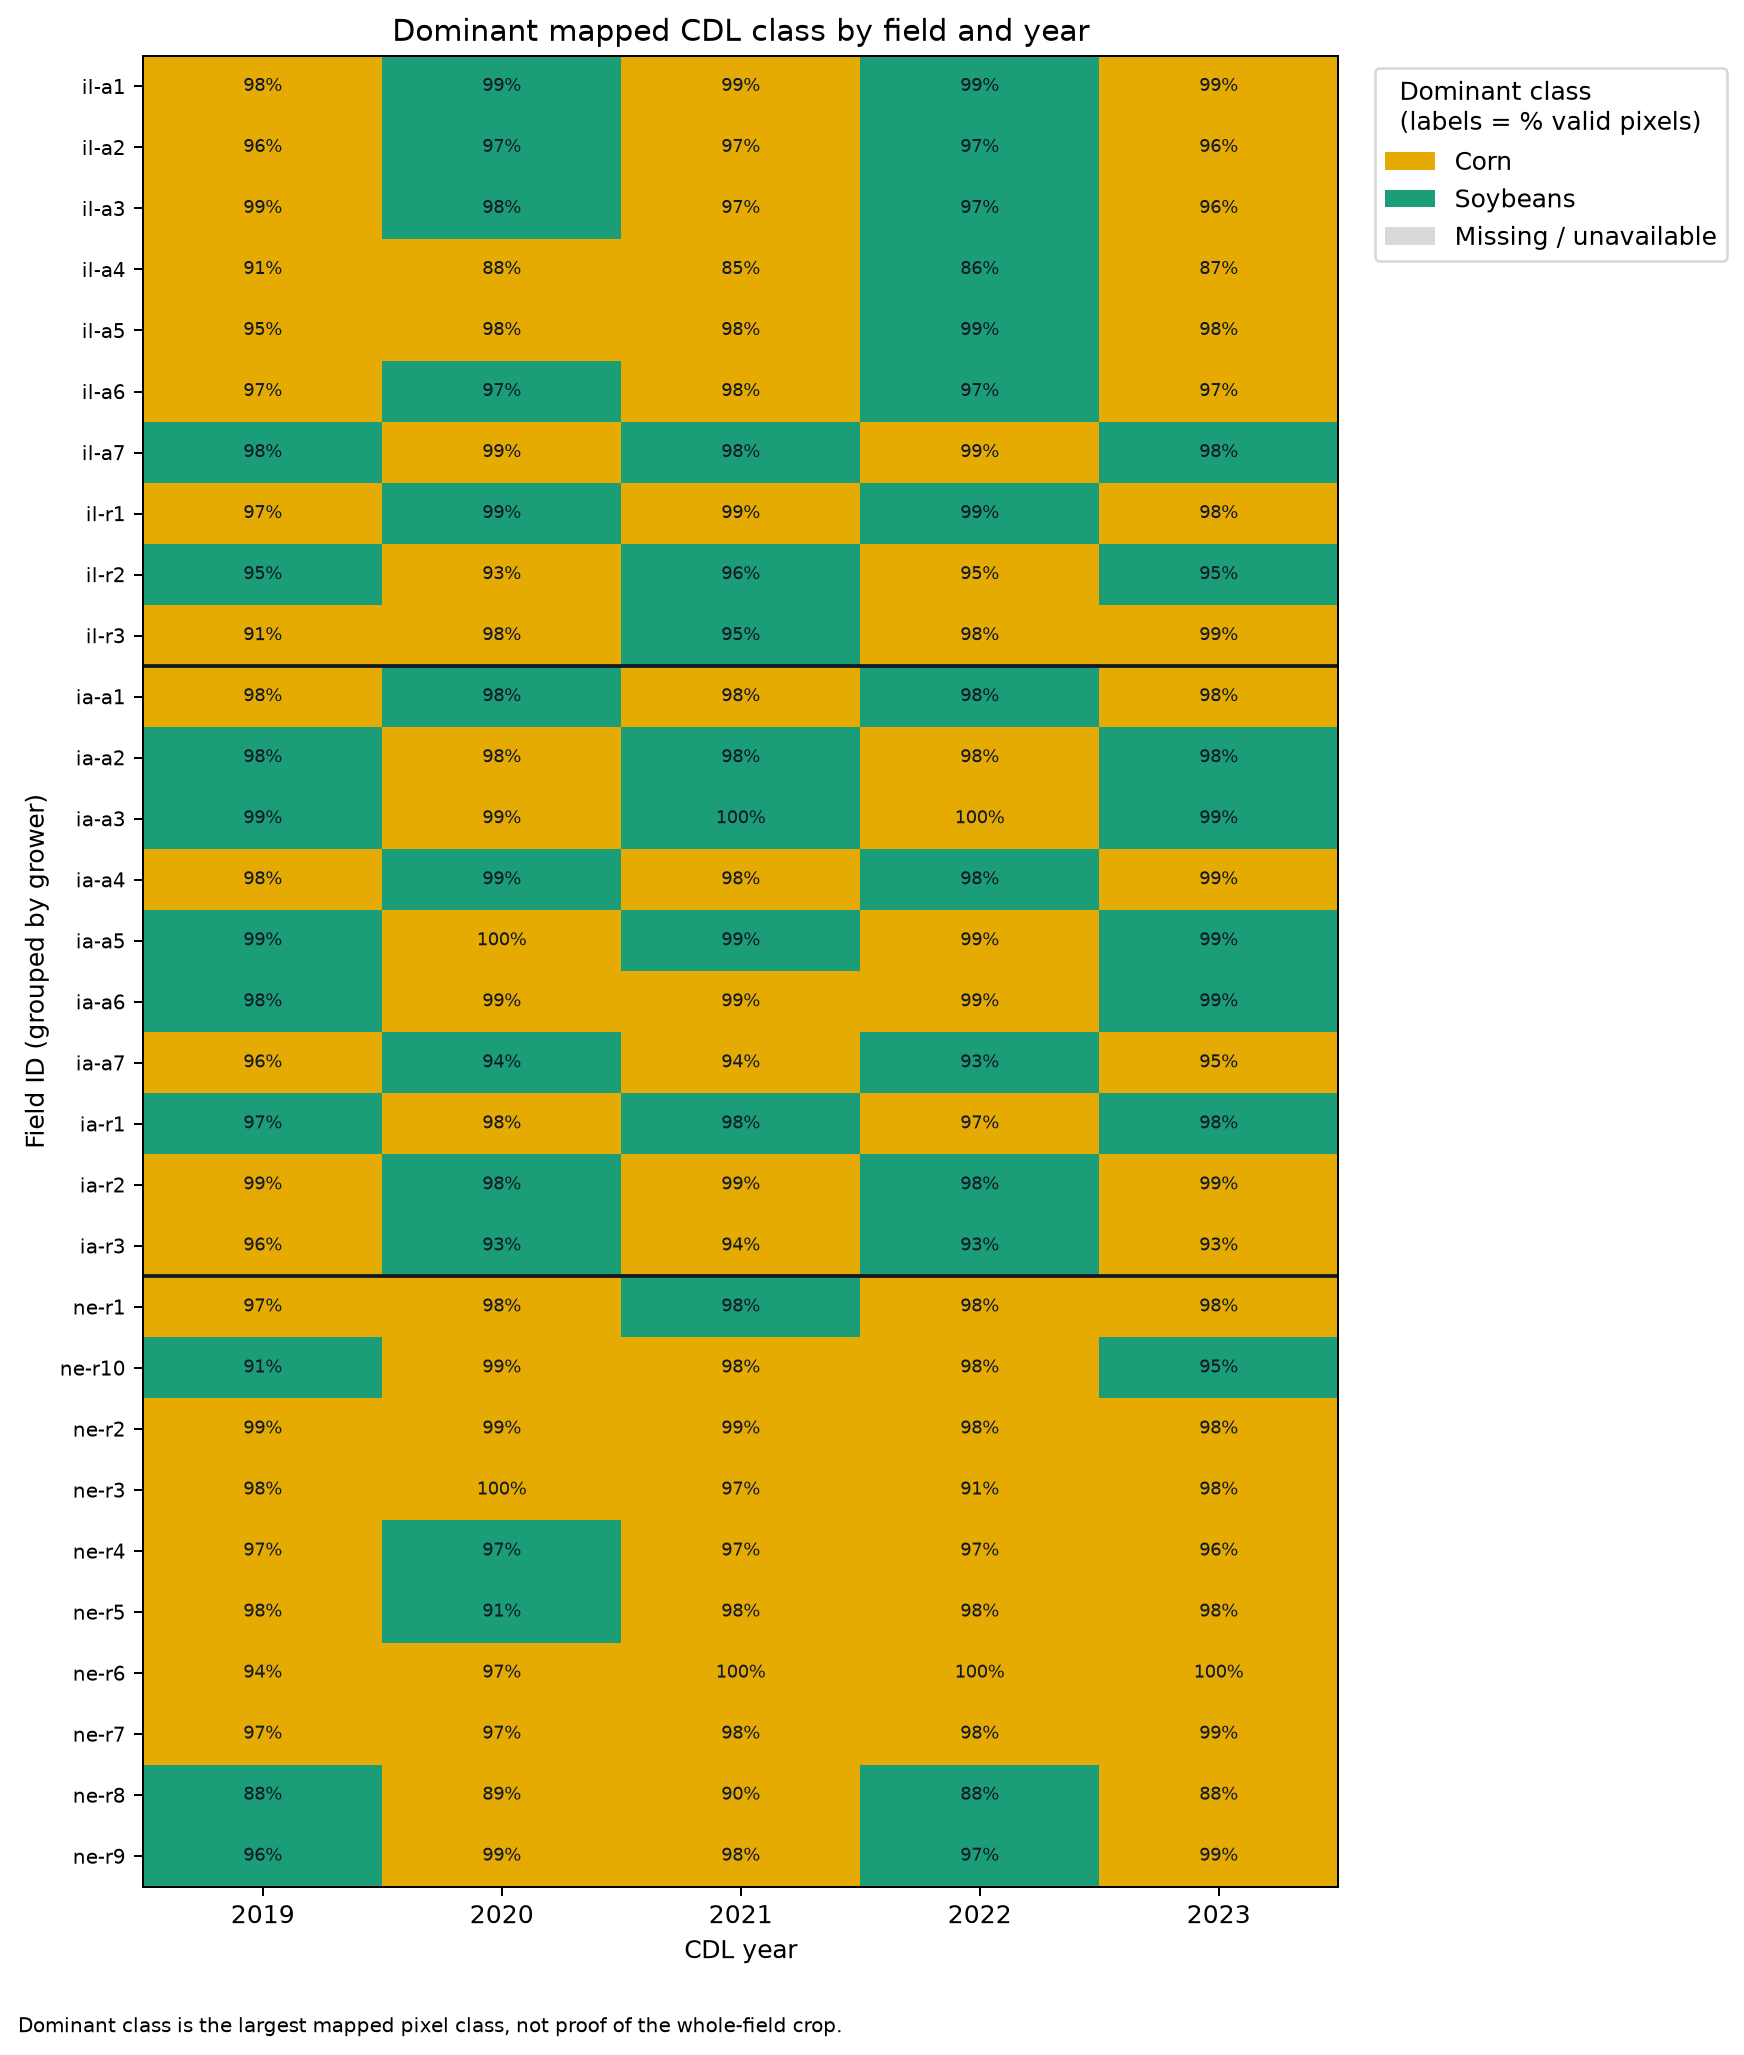 Dominant mapped CDL class by field and year
Dominant class
(labels = % valid pixels)
Corn
Soybeans
Missing / unavailable
Field ID (grouped by grower)
il-a1 98% 99% 99% 99% 99%
il-a2 96% 97% 97% 97% 96%
il-a3 99% 98% 97% 97% 96%
il-a4 91% 88% 85% 86% 87%
il-a5 95% 98% 98% 99% 98%
il-a6 97% 97% 98% 97% 97%
il-a7 98% 99% 98% 99% 98%
il-r1 97% 99% 99% 99% 98%
il-r2 95% 93% 96% 95% 95%
il-r3 91% 98% 95% 98% 99%
ia-a1 98% 98% 98% 98% 98%
ia-a2 98% 98% 98% 98% 98%
ia-a3 99% 99% 100% 100% 99%
ia-a4 98% 99% 98% 98% 99%
ia-a5 99% 100% 99% 99% 99%
ia-a6 98% 99% 99% 99% 99%
ia-a7 96% 94% 94% 93% 95%
ia-r1 97% 98% 98% 97% 98%
ia-r2 99% 98% 99% 98% 99%
ia-r3 96% 93% 94% 93% 93%
ne-r1 97% 98% 98% 98% 98%
ne-r10 91% 99% 98% 98% 95%
ne-r2 99% 99% 99% 98% 98%
ne-r3 98% 100% 97% 91% 98%
ne-r4 97% 97% 97% 97% 96%
ne-r5 98% 91% 98% 98% 98%
ne-r6 94% 97% 100% 100% 100%
ne-r7 97% 97% 98% 98% 99%
ne-r8 88% 89% 90% 88% 88%
ne-r9 96% 99% 98% 97% 99%
2019 2020 2021 2022 2023
CDL year
Dominant class is the largest mapped pixel class, not proof of the whole-field crop.